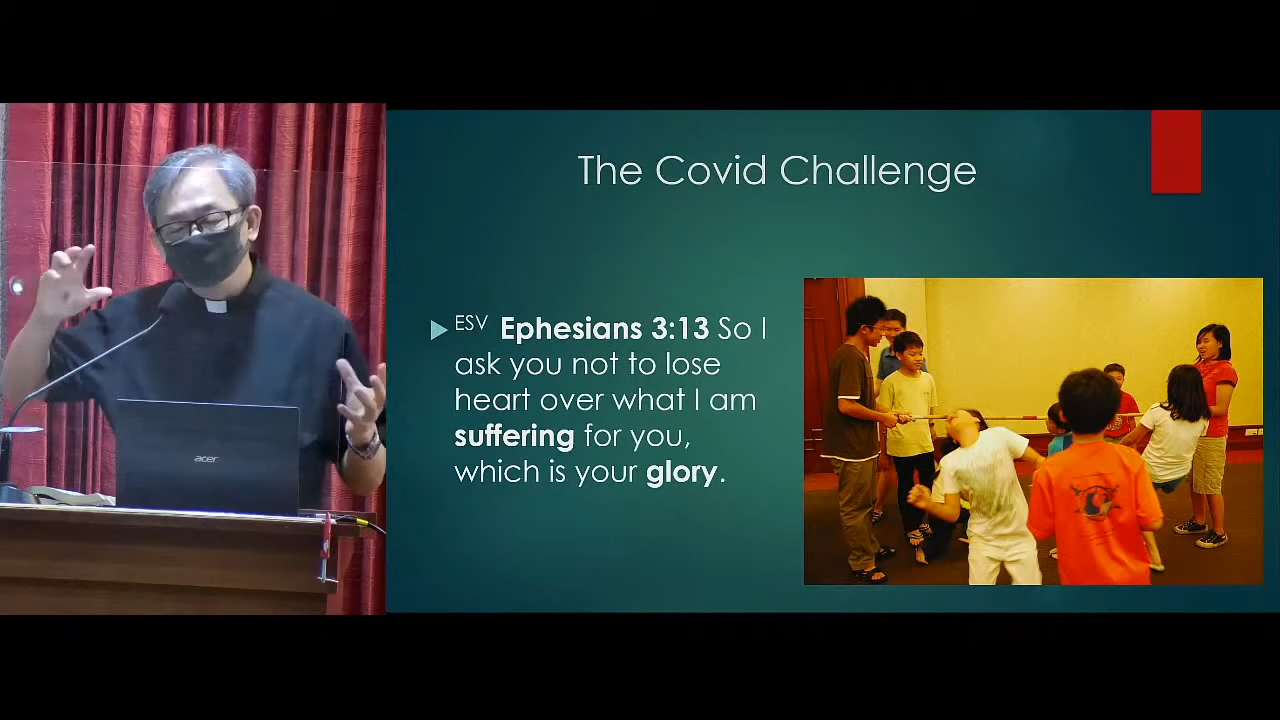 The Covid Challenge
ESV Ephesians 3:13 So I
ask you not to lose
heart over what I am
suffering for you,
which is your glory.
acer